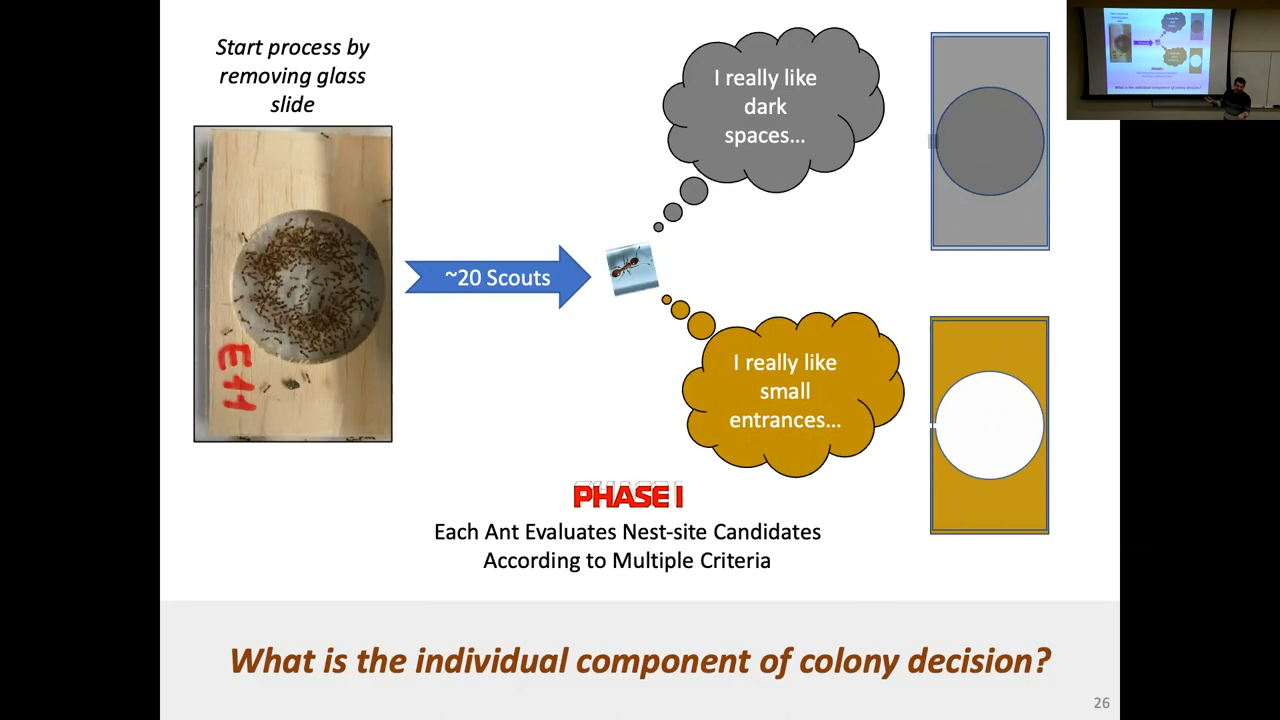 Start process by
removing glass
slide
E11
~20 Scouts
I really like
dark
spaces...
I really like
small
entrances...
PHASE I
Each Ant Evaluates Nest-site Candidates
According to Multiple Criteria
What is the individual component of colony decision?
26